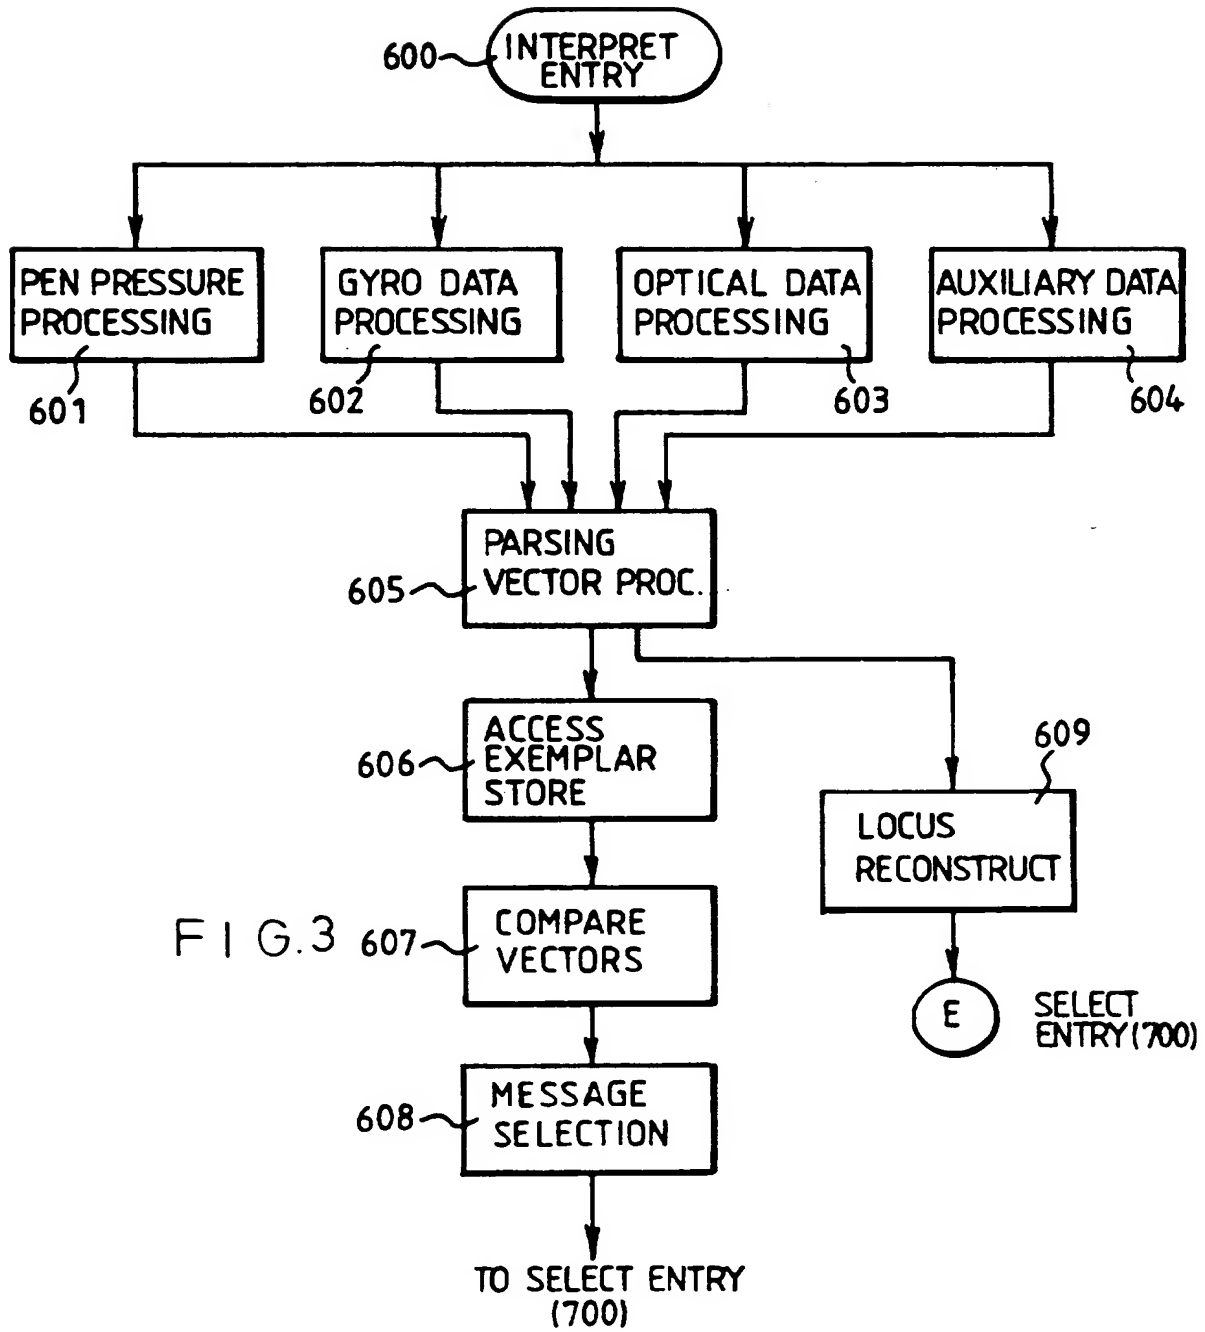 600
INTERPRET
ENTRY
PEN PRESSURE
PROCESSING
601
GYRO DATA
PROCESSING
602
OPTICAL DATA
PROCESSING
603
AUXILIARY DATA
PROCESSING
604
605
PARSING
VECTOR PROC.
606
ACCESS
EXEMPLAR
STORE
609
LOCUS
RECONSTRUCT
FIG.3
607
COMPARE
VECTORS
E
SELECT
ENTRY(700)
608
MESSAGE
SELECTION
TO SELECT ENTRY
(700)